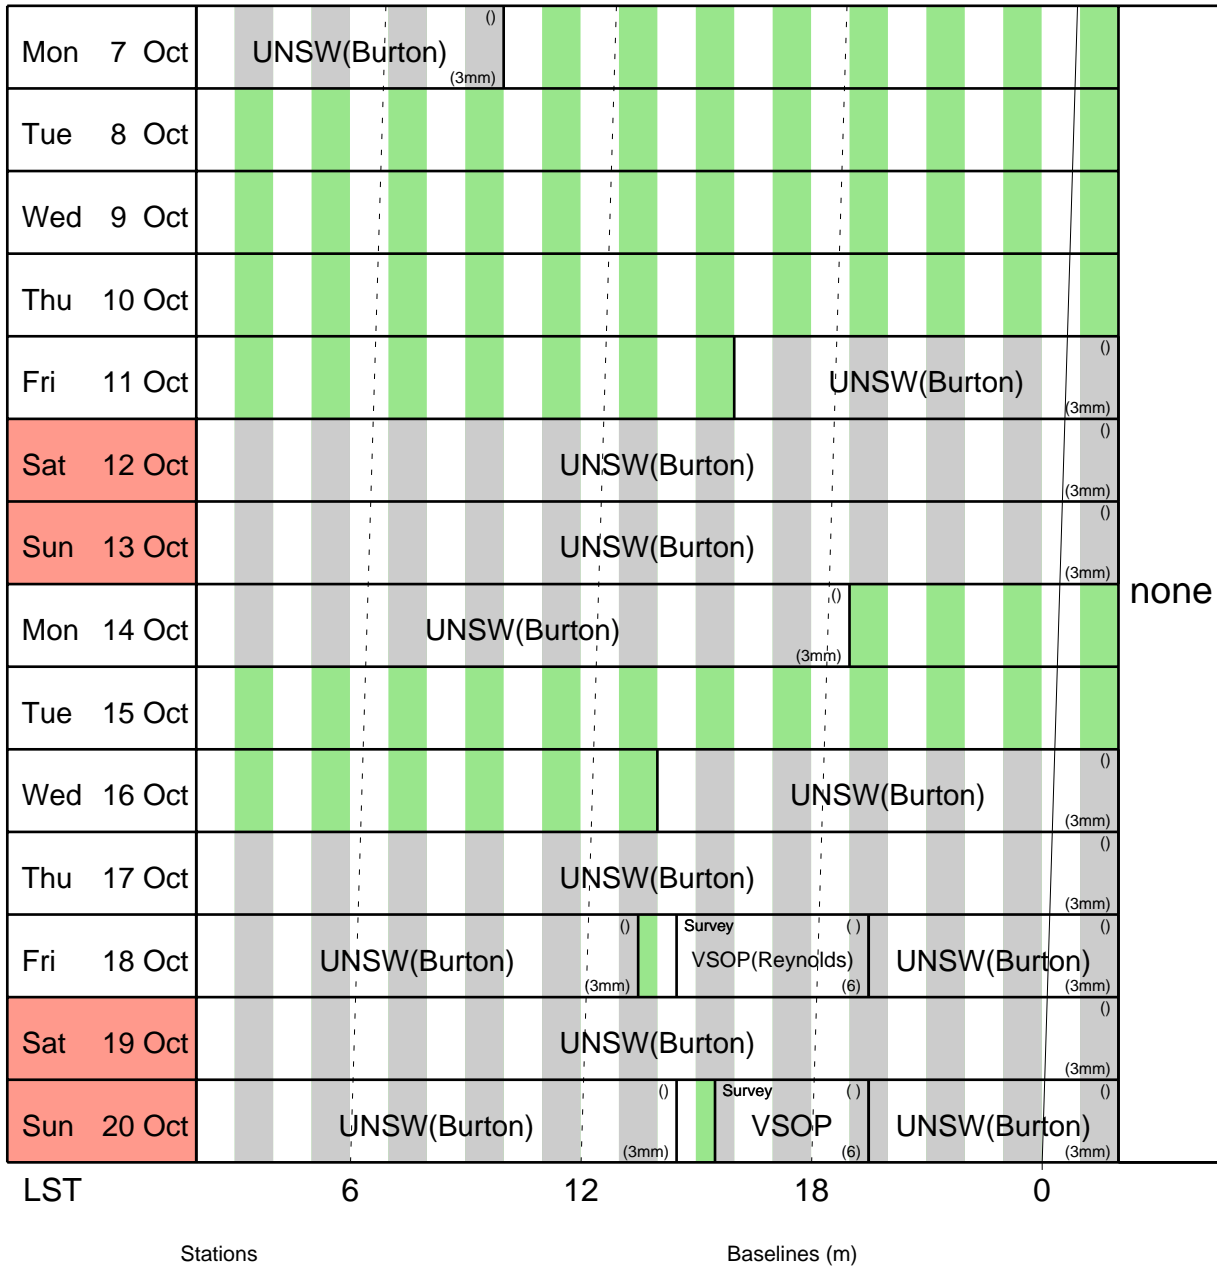 ()
Mon 7 Oct UNSW(Burton)
(3mm)
Tue 8 Oct
Wed 9 Oct
Thu 10 Oct
()
Fri 11 Oct UNSW(Burton)
(3mm)
()
Sat 12 Oct UNSW(Burton)
(3mm)
()
Sun 13 Oct UNSW(Burton)
(3mm)
none
()
Mon 14 Oct UNSW(Burton)
(3mm)
Tue 15 Oct
()
Wed 16 Oct UNSW(Burton)
(3mm)
()
Thu 17 Oct UNSW(Burton)
(3mm)
() Survey ( ) ()
Fri 18 Oct UNSW(Burton) VSOP(Reynolds) UNSW(Burton)
(3mm) (6) (3mm)
()
Sat 19 Oct UNSW(Burton)
(3mm)
() Survey ( ) ()
Sun 20 Oct UNSW(Burton) VSOP UNSW(Burton)
(3mm) (6) (3mm)
LST 6 12 18 0
Stations Baselines (m)